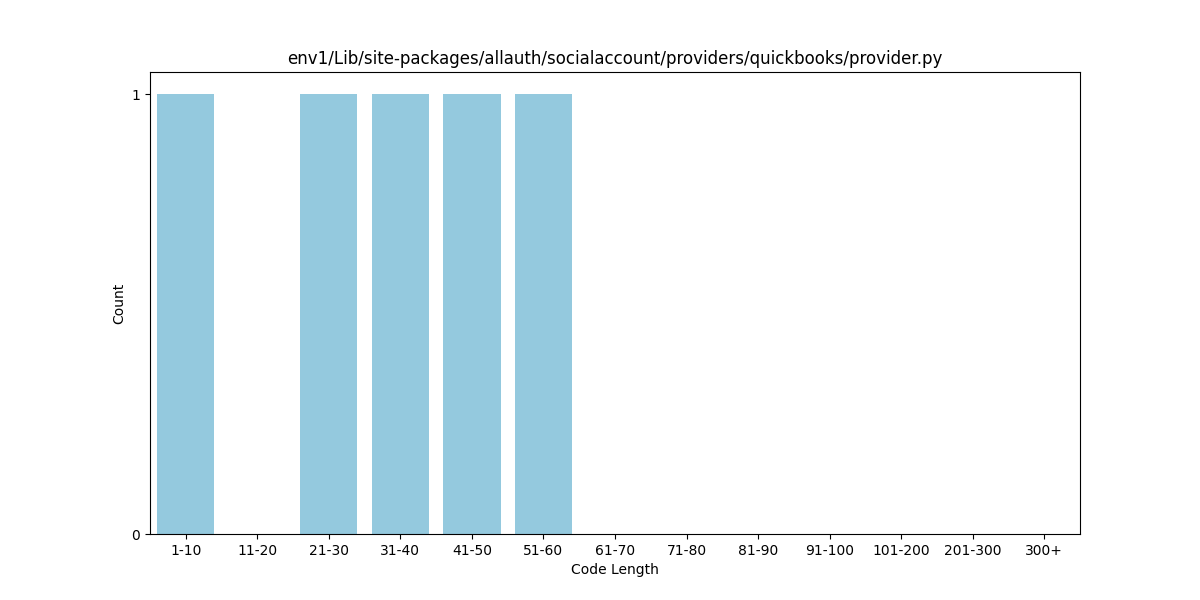 env1/Lib/site-packages/allauth/socialaccount/providers/quickbooks/provider.py
1
0
Count
1-10 11-20 21-30 31-40 41-50 51-60 61-70 71-80 81-90 91-100 101-200 201-300 300+
Code Length